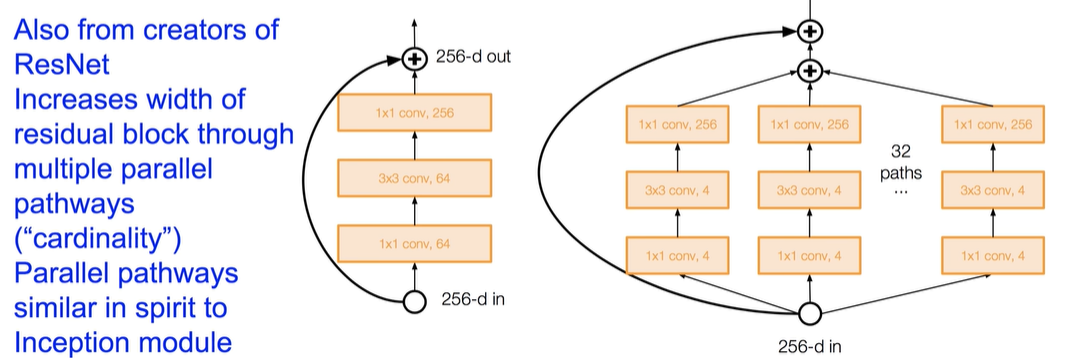 Also from creators of
ResNet
Increases width of
residual block through
multiple parallel
pathways
(“cardinality”)
Parallel pathways
similar in spirit to
Inception module
256-d out
1x1 conv, 256
3x3 conv, 64
1x1 conv, 64
256-d in
1x1 conv, 256
1x1 conv, 256
1x1 conv, 256
32
paths
...
3x3 conv, 4
3x3 conv, 4
3x3 conv, 4
1x1 conv, 4
1x1 conv, 4
1x1 conv, 4
256-d in